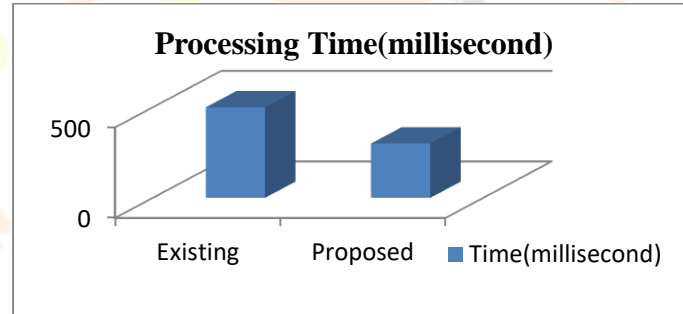 Processing Time(millisecond)
500
0
Existing
Proposed
Time(millisecond)